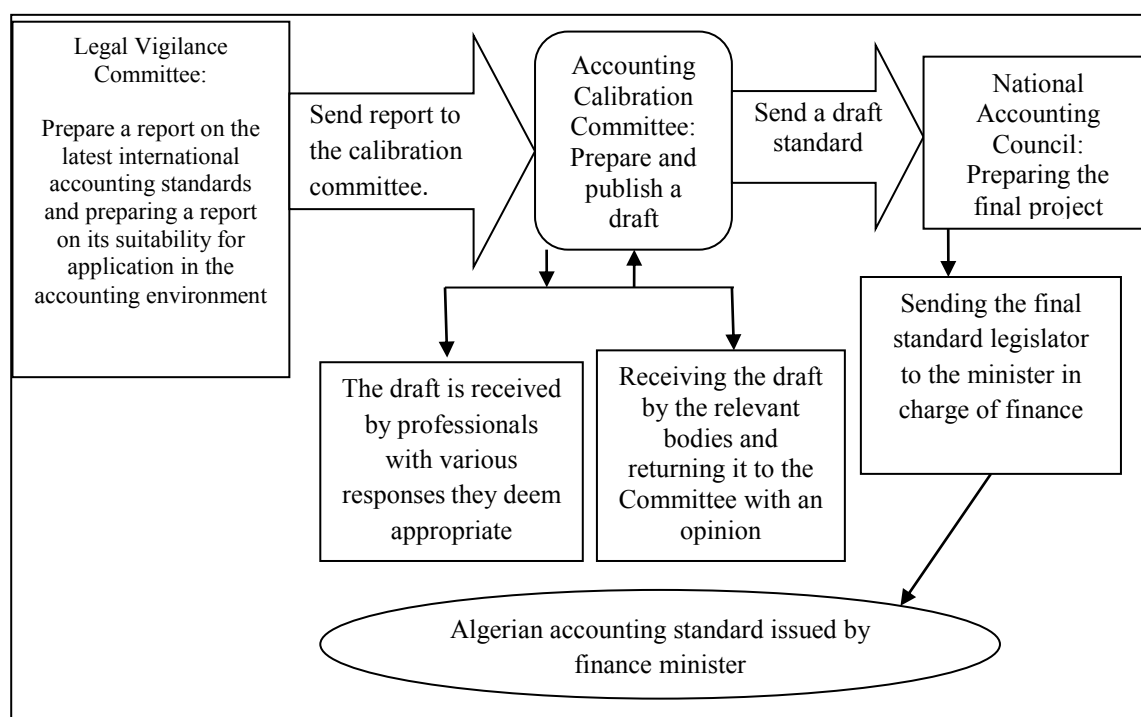 Legal Vigilance
Committee:
Prepare a report on the
latest international
accounting standards
and preparing a report
on its suitability for
application in the
accounting environment
Send report to
the calibration
committee.
Accounting
Calibration
Committee:
Prepare and
publish a
draft
Send a draft
standard
National
Accounting
Council:
Preparing the
final project
The draft is received
by professionals
with various
responses they deem
appropriate
Receiving the draft
by the relevant
bodies and
returning it to the
Committee with an
opinion
Sending the final
standard legislator
to the minister in
charge of finance
Algerian accounting standard issued by
finance minister